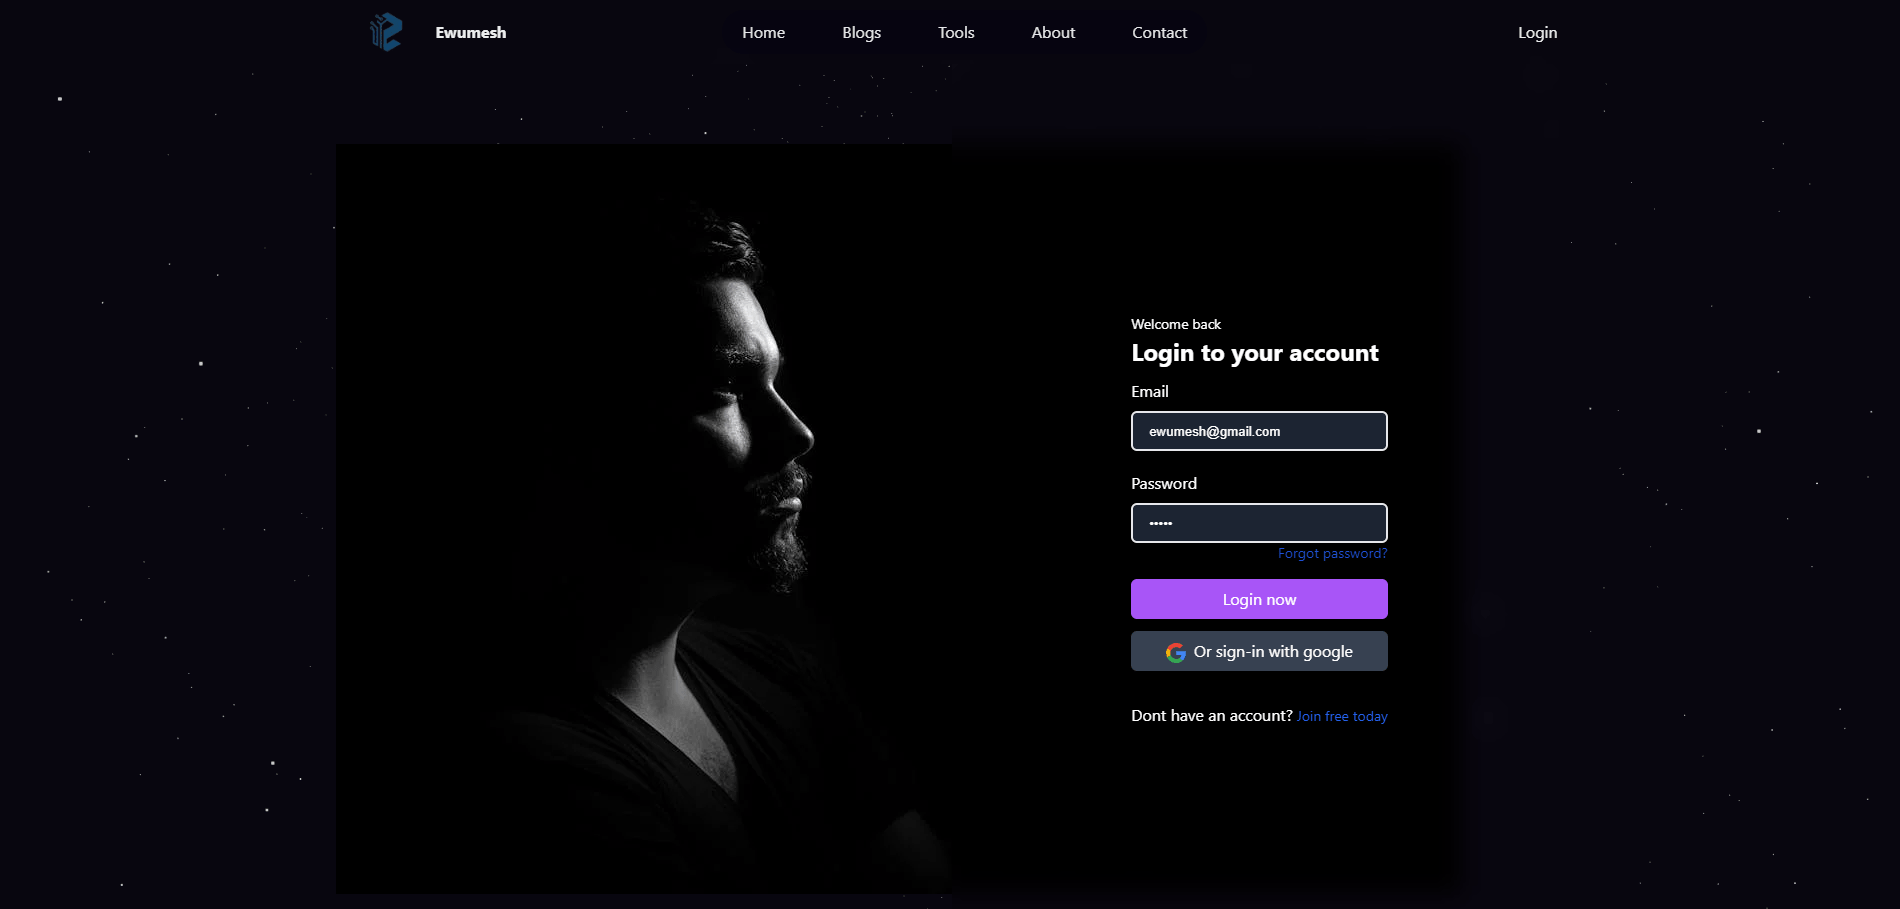 Ewumesh
Home Blogs Tools About Contact
Login
Welcome back
Login to your account
Email
ewumesh@gmail.com
Password
•••••
Forgot password?
Login now
Or sign-in with google
Dont have an account? Join free today